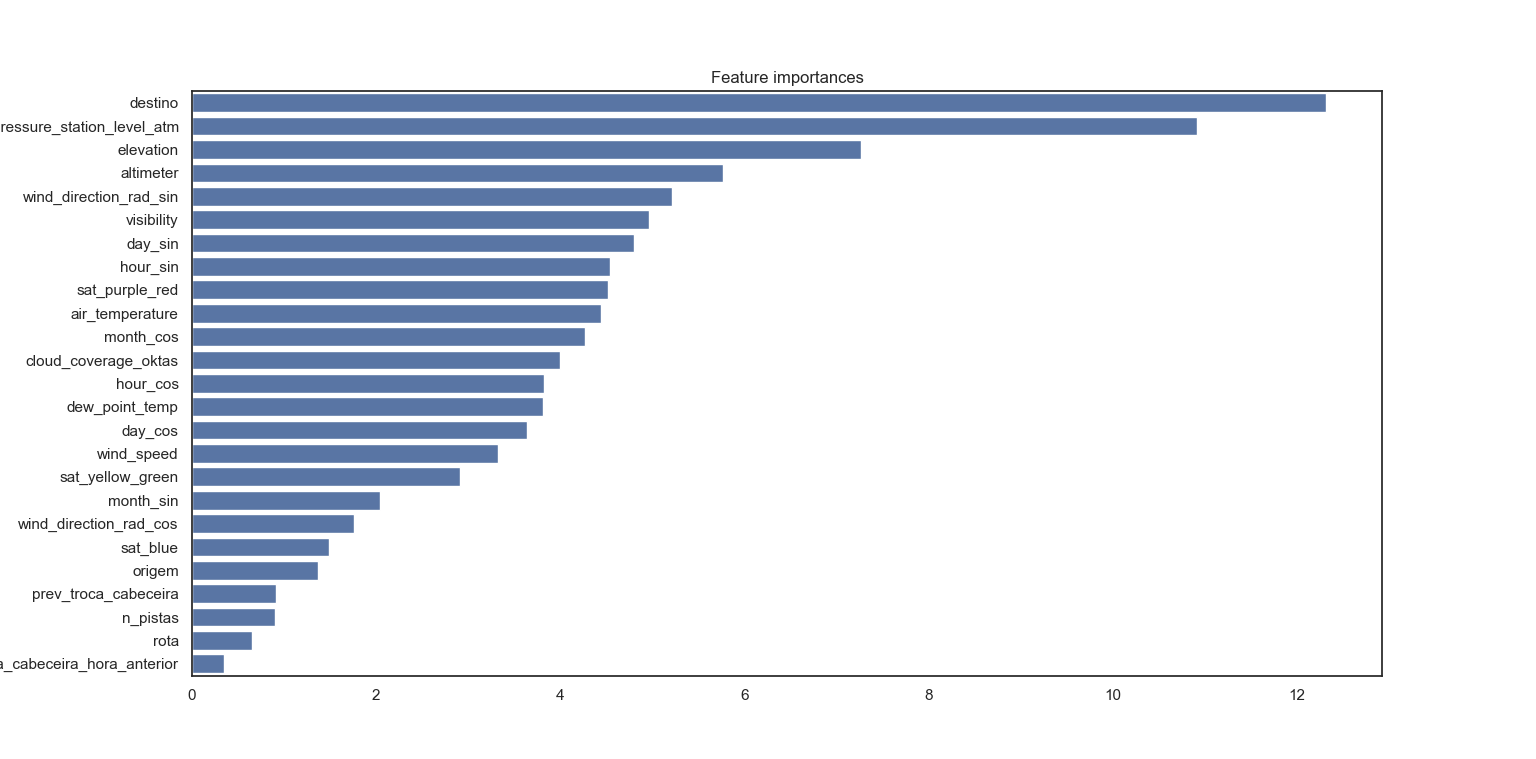 Feature importances
destino
ressure_station_level_atm
elevation
altimeter
wind_direction_rad_sin
visibility
day_sin
hour_sin
sat_purple_red
air_temperature
month_cos
cloud_coverage_oktas
hour_cos
dew_point_temp
day_cos
wind_speed
sat_yellow_green
month_sin
wind_direction_rad_cos
sat_blue
origem
prev_troca_cabeceira
n_pistas
rota
a_cabeceira_hora_anterior
0 2 4 6 8 10 12